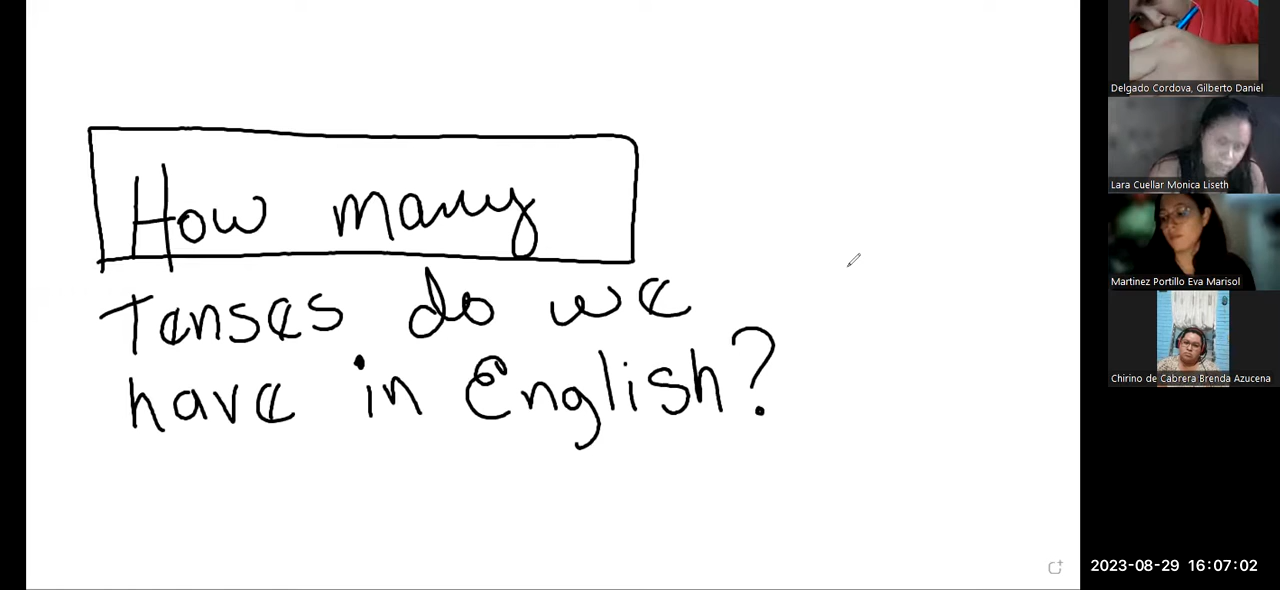 How many
Tenses do we
have in English?
Delgado Cordova, Gilberto Daniel
Lara Cuellar Monica Liseth
Martinez Portillo Eva Marisol
Chirino de Cabrera Brenda Azucena
2023-08-29 16:07:02